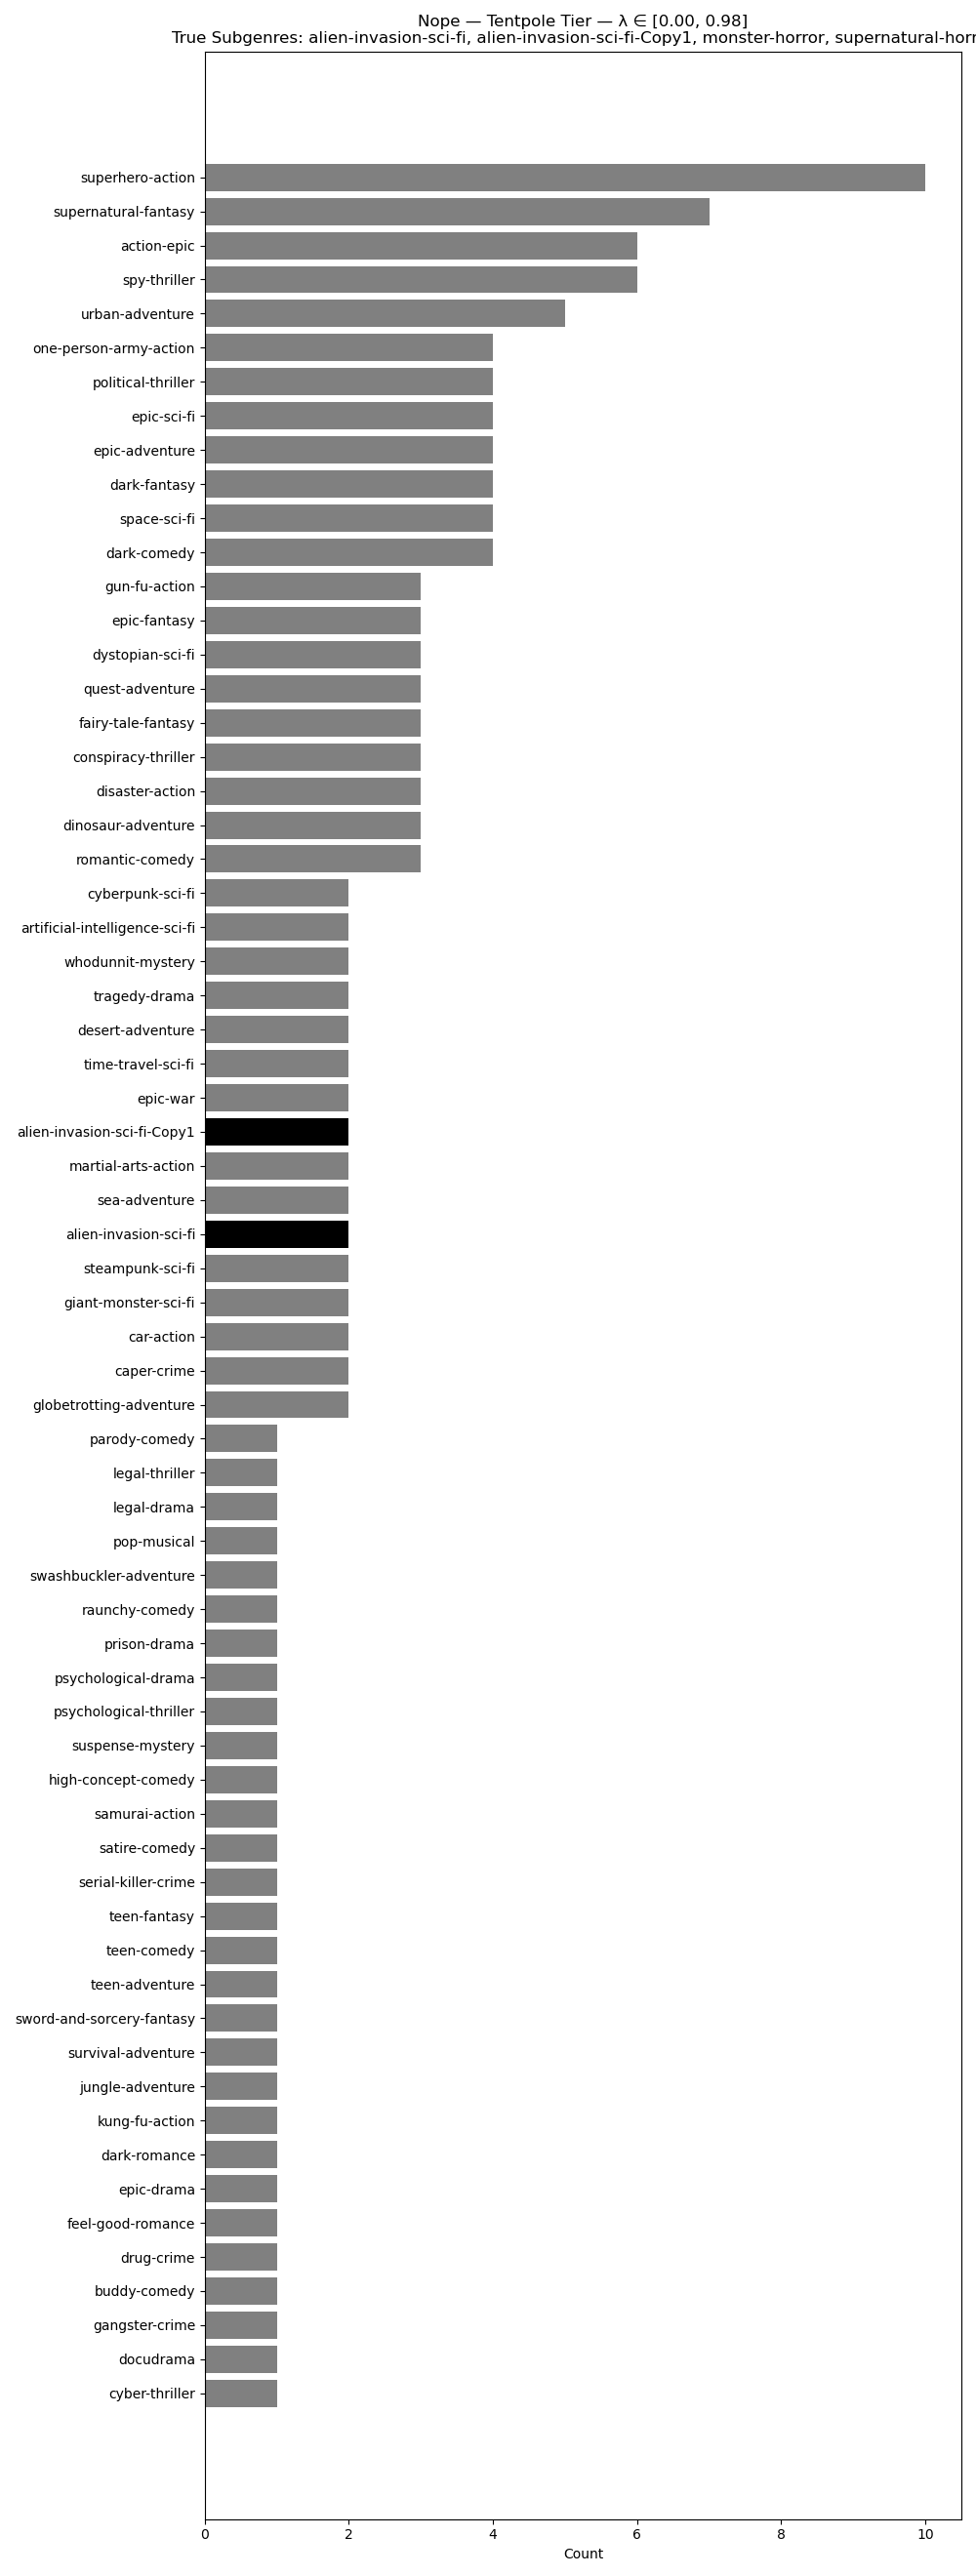 Nope — Tentpole Tier — λ ∈ [0.00, 0.98]
True Subgenres: alien-invasion-sci-fi, alien-invasion-sci-fi-Copy1, monster-horror, supernatural-horr
superhero-action
supernatural-fantasy
action-epic
spy-thriller
urban-adventure
one-person-army-action
political-thriller
epic-sci-fi
epic-adventure
dark-fantasy
space-sci-fi
dark-comedy
gun-fu-action
epic-fantasy
dystopian-sci-fi
quest-adventure
fairy-tale-fantasy
conspiracy-thriller
disaster-action
dinosaur-adventure
romantic-comedy
cyberpunk-sci-fi
artificial-intelligence-sci-fi
whodunnit-mystery
tragedy-drama
desert-adventure
time-travel-sci-fi
epic-war
alien-invasion-sci-fi-Copy1
martial-arts-action
sea-adventure
alien-invasion-sci-fi
steampunk-sci-fi
giant-monster-sci-fi
car-action
caper-crime
globetrotting-adventure
parody-comedy
legal-thriller
legal-drama
pop-musical
swashbuckler-adventure
raunchy-comedy
prison-drama
psychological-drama
psychological-thriller
suspense-mystery
high-concept-comedy
samurai-action
satire-comedy
serial-killer-crime
teen-fantasy
teen-comedy
teen-adventure
sword-and-sorcery-fantasy
survival-adventure
jungle-adventure
kung-fu-action
dark-romance
epic-drama
feel-good-romance
drug-crime
buddy-comedy
gangster-crime
docudrama
cyber-thriller
0 2 4 6 8 10
Count